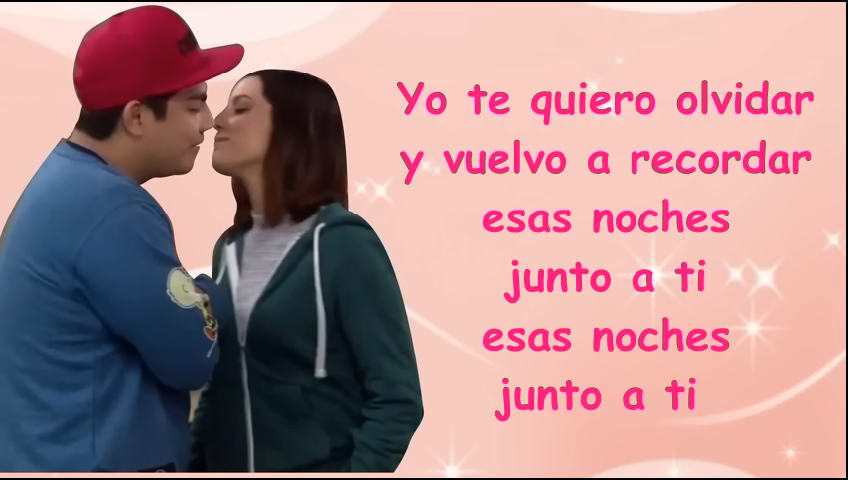 Yo te quiero olvidar
y vuelvo a recordar
esas noches
junto a ti
esas noches
junto a ti